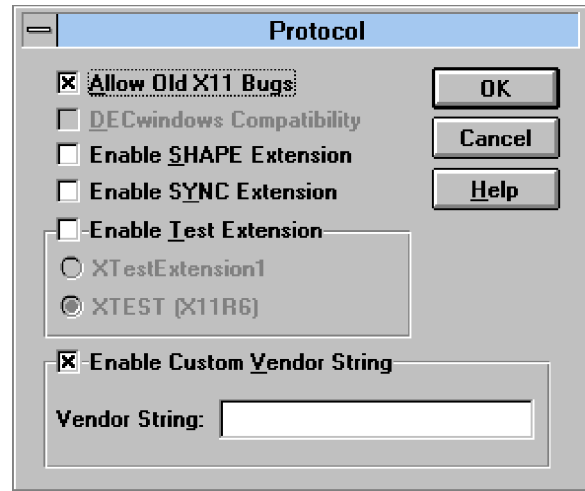 Protocol
Allow Old X11 Bugs
DECwindows Compatibility
Enable SHAPE Extension
Enable SYNC Extension
Enable Test Extension
XTestExtension1
XTEST (X11R6)
Enable Custom Vendor String
Vendor String:
OK
Cancel
Help